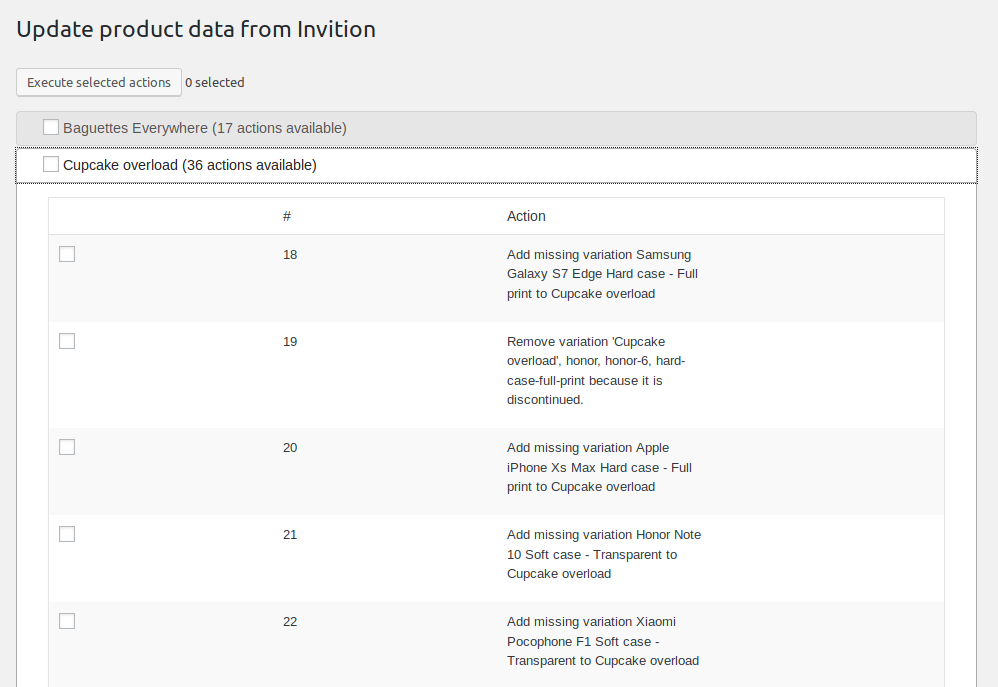 Update product data from Invition
Execute selected actions 0 selected
Baguettes Everywhere (17 actions available)
Cupcake overload (36 actions available)
# Action
18 Add missing variation Samsung
Galaxy S7 Edge Hard case - Full
print to Cupcake overload
19 Remove variation 'Cupcake
overload', honor, honor-6, hard-
case-full-print because it is
discontinued.
20 Add missing variation Apple
iPhone Xs Max Hard case - Full
print to Cupcake overload
21 Add missing variation Honor Note
10 Soft case - Transparent to
Cupcake overload
22 Add missing variation Xiaomi
Pocophone F1 Soft case -
Transparent to Cupcake overload